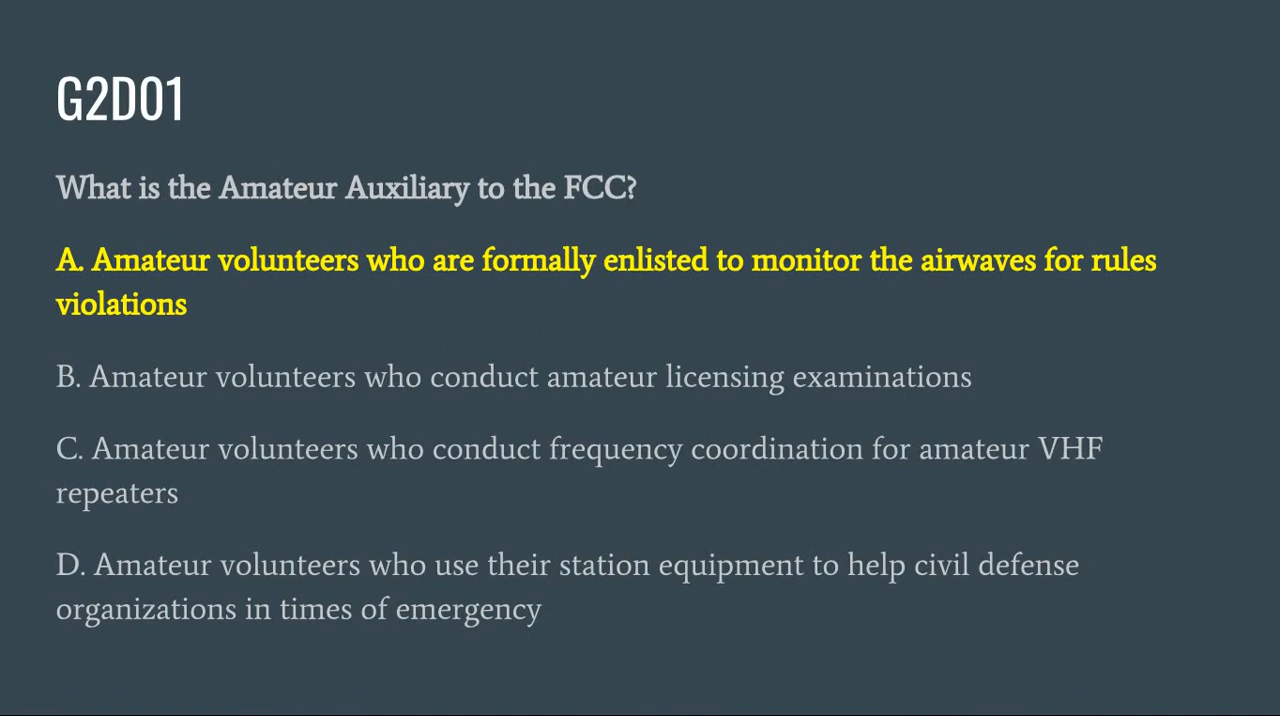 G2D01
What is the Amateur Auxiliary to the FCC?
A. Amateur volunteers who are formally enlisted to monitor the airwaves for rules
violations
B. Amateur volunteers who conduct amateur licensing examinations
C. Amateur volunteers who conduct frequency coordination for amateur VHF
repeaters
D. Amateur volunteers who use their station equipment to help civil defense
organizations in times of emergency